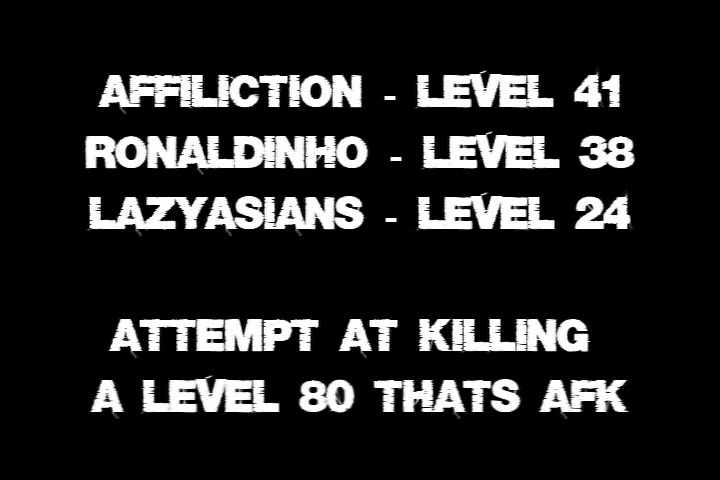 AFFILICTION - LEVEL 41
RONALDINHO - LEVEL 38
LAZYASIANS - LEVEL 24
ATTEMPT AT KILLING
A LEVEL 80 THATS AFK